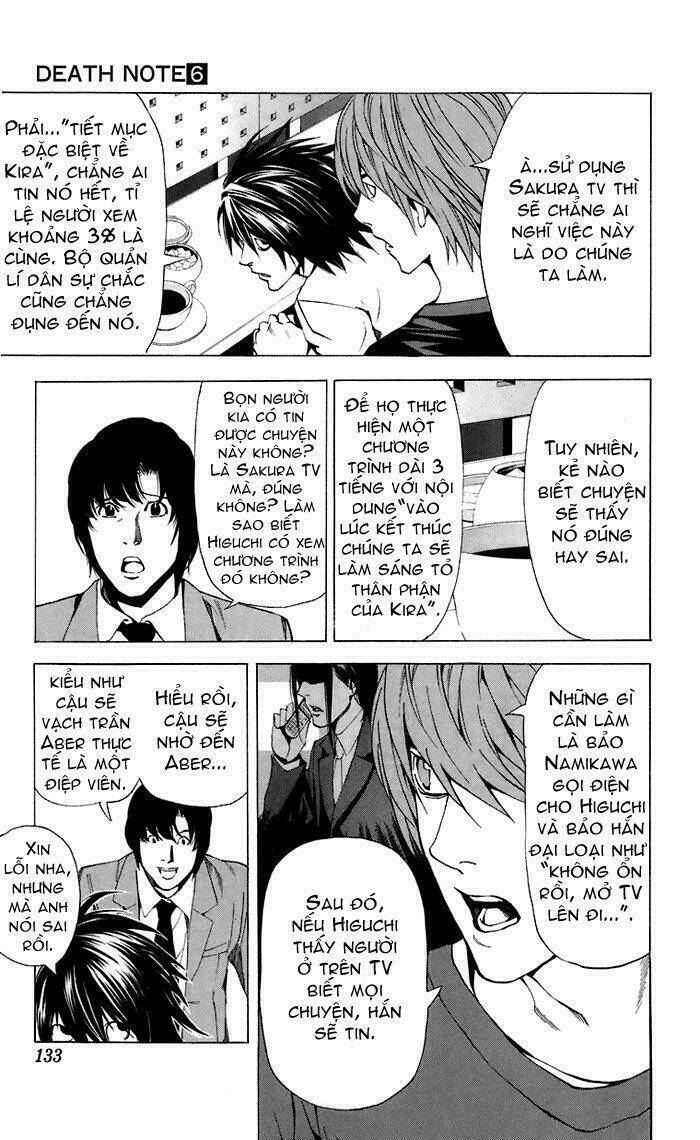 DEATH NOTE 6
À...SỬ DỤNG
SAKURA TV THÌ
SẼ CHẲNG AI
NGHĨ VIỆC NÀY
LÀ DO CHÚNG
TA LÀM.
PHẢI..."TIẾT MỤC
ĐẶC BIỆT VỀ
KIRA", CHẲNG AI
TIN NÓ HẾT, TỈ
LỆ NGƯỜI XEM
KHOẢNG 3% LÀ
CÙNG. BỘ QUẢN
LÍ DÂN SỰ CHẮC
CŨNG CHẲNG
ĐỤNG ĐẾN NÓ.
TUY NHIÊN,
KẺ NÀO
BIẾT CHUYỆN
SẼ THẤY
NÓ ĐÚNG
HAY SAI.
ĐỂ HỌ THỰC
HIỆN MỘT
CHƯƠNG
TRÌNH DÀI 3
TIẾNG VỚI NỘI
DUNG "VÀO
LÚC KẾT THÚC
CHÚNG TA SẼ
LÀM SÁNG TỎ
THÂN PHẬN
CỦA KIRA".
BỌN NGƯỜI
KIA CÓ TIN
ĐƯỢC CHUYỆN
NÀY KHÔNG?
LÀ SAKURA TV
MÀ, ĐÚNG
KHÔNG? LÀM
SAO BIẾT
HIGUCHI CÓ XEM
CHƯƠNG TRÌNH
ĐÓ KHÔNG?
NHỮNG GÌ
CẦN LÀM
LÀ BẢO
NAMIKAWA
GỌI ĐIỆN
CHO HIGUCHI
VÀ BẢO HẮN
ĐẠI LOẠI NHƯ
"KHÔNG ỔN
RỒI, MỞ TV
LÊN ĐI...".
SAU ĐÓ,
NẾU HIGUCHI
THẤY NGƯỜI
Ở TRÊN TV
BIẾT MỌI
CHUYỆN, HẮN
SẼ TIN.
HIỂU RỒI,
CẬU SẼ
NHỜ ĐẾN
ABER...
KIỂU NHƯ
CẬU SẼ
VẠCH TRẦN
ABER THỰC
TẾ LÀ MỘT
ĐIỆP VIÊN.
XIN
LỖI NHA,
NHƯNG
MÀ ANH
NÓI SAI
RỒI.
133